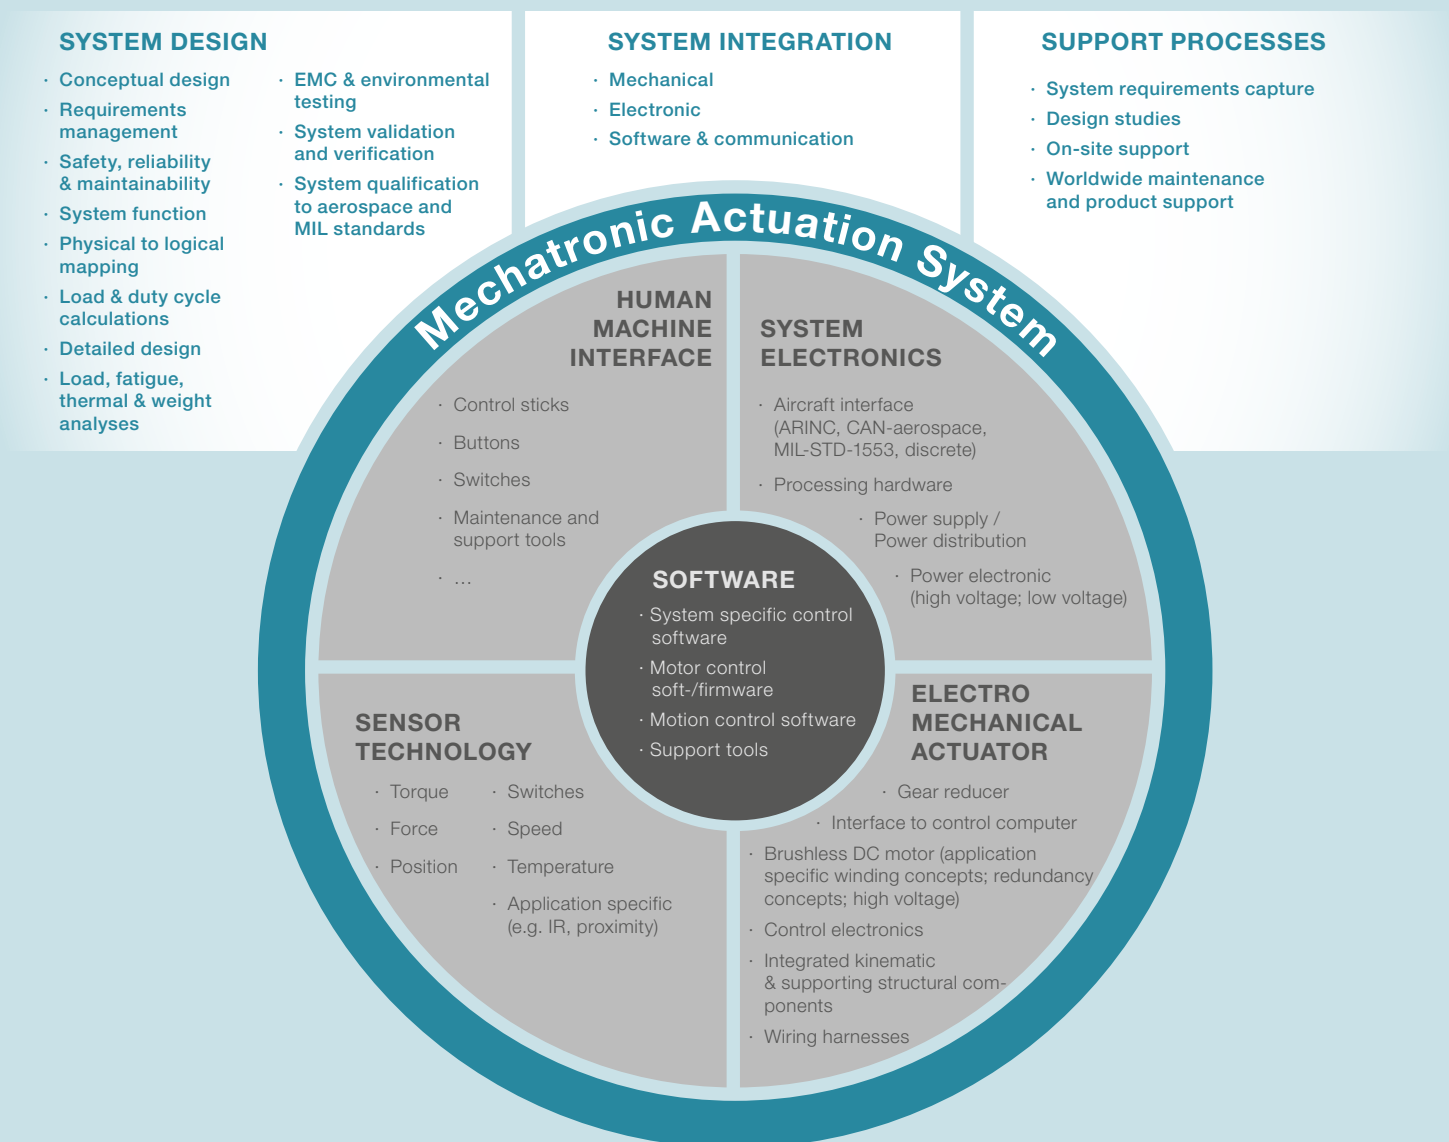 SYSTEM DESIGN
· Conceptual design
· Requirements
management
· Safety, reliability
& maintainability
· System function
· Physical to logical
mapping
· Load & duty cycle
calculations
· Detailed design
· Load, fatigue,
thermal & weight
analyses
· EMC & environmental
testing
· System validation
and verification
· System qualification
to aerospace and
MIL standards
SYSTEM INTEGRATION
· Mechanical
· Electronic
· Software & communication
SUPPORT PROCESSES
· System requirements capture
· Design studies
· On-site support
· Worldwide maintenance
and product support
Mechatronic Actuation System
HUMAN
MACHINE
INTERFACE
· Control sticks
· Buttons
· Switches
· Maintenance and
support tools
· ...
SYSTEM
ELECTRONICS
· Aircraft interface
(ARINC, CAN-aerospace,
MIL-STD-1553, discrete)
· Processing hardware
· Power supply /
Power distribution
· Power electronic
(high voltage; low voltage)
SOFTWARE
· System specific control
software
· Motor control
soft-/firmware
· Motion control software
· Support tools
SENSOR
TECHNOLOGY
· Torque
· Force
· Position
· Switches
· Speed
· Temperature
· Application specific
(e.g. IR, proximity)
ELECTRO
MECHANICAL
ACTUATOR
· Gear reducer
· Interface to control computer
· Brushless DC motor (application
specific winding concepts; redundancy
concepts; high voltage)
· Control electronics
· Integrated kinematic
& supporting structural com-
ponents
· Wiring harnesses